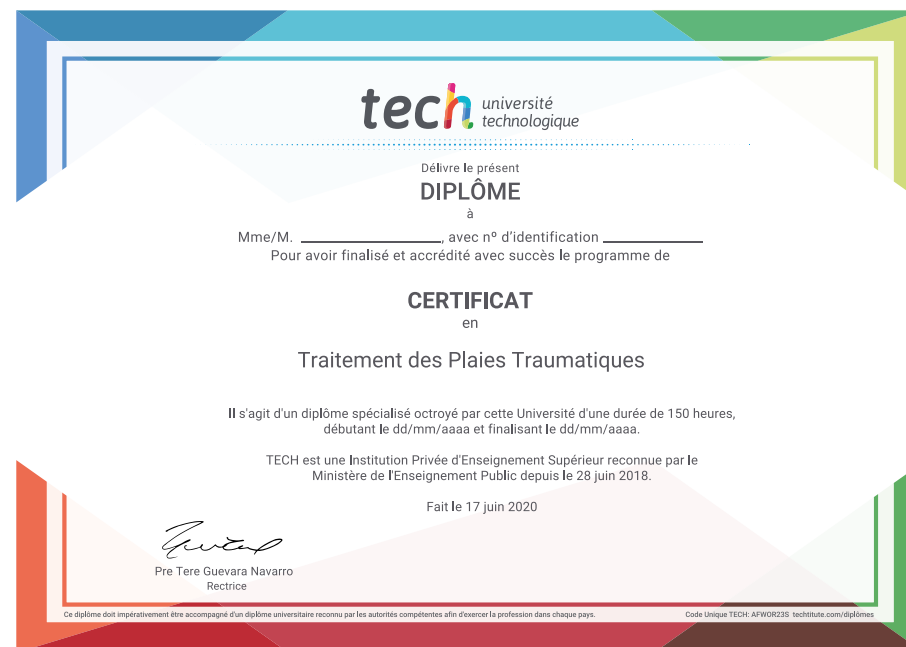 tech université
technologique
Délivre le présent
DIPLÔME
à
Mme/M. ____________________, avec nº d'identification ______________
Pour avoir finalisé et accrédité avec succès le programme de
CERTIFICAT
en
Traitement des Plaies Traumatiques
Il s'agit d'un diplôme spécialisé octroyé par cette Université d'une durée de 150 heures,
débutant le dd/mm/aaaa et finalisant le dd/mm/aaaa.
TECH est une Institution Privée d'Enseignement Supérieur reconnue par le
Ministère de l'Enseignement Public depuis le 28 juin 2018.
Fait le 17 juin 2020
Pre Tere Guevara Navarro
Rectrice
Ce diplôme doit impérativement être accompagné d'un diplôme universitaire reconnu par les autorités compétentes afin d'exercer la profession dans chaque pays.
Code Unique TECH: AFWOR23S techtitute.com/diplômes